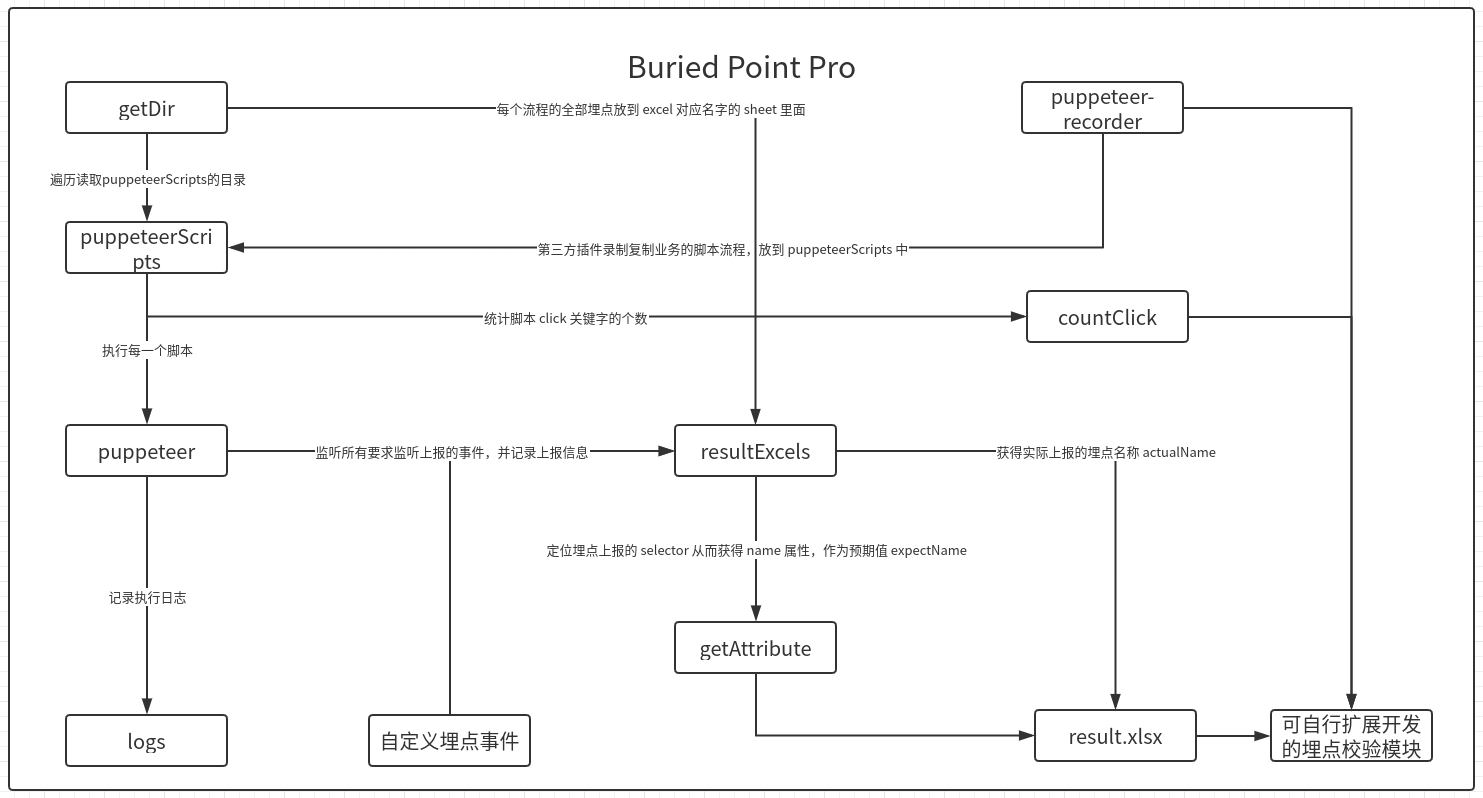 Buried Point Pro
getDir
每个流程的全部埋点放到 excel 对应名字的 sheet 里面
puppeteer-
recorder
遍历读取puppeteerScripts的目录
puppeteerScri
pts
第三方插件录制复制业务的脚本流程，放到 puppeteerScripts 中
统计脚本 click 关键字的个数
countClick
执行每一个脚本
puppeteer
监听所有要求监听上报的事件，并记录上报信息
resultExcels
获得实际上报的埋点名称 actualName
定位埋点上报的 selector 从而获得 name 属性，作为预期值 expectName
记录执行日志
getAttribute
logs
自定义埋点事件
result.xlsx
可自行扩展开发
的埋点校验模块